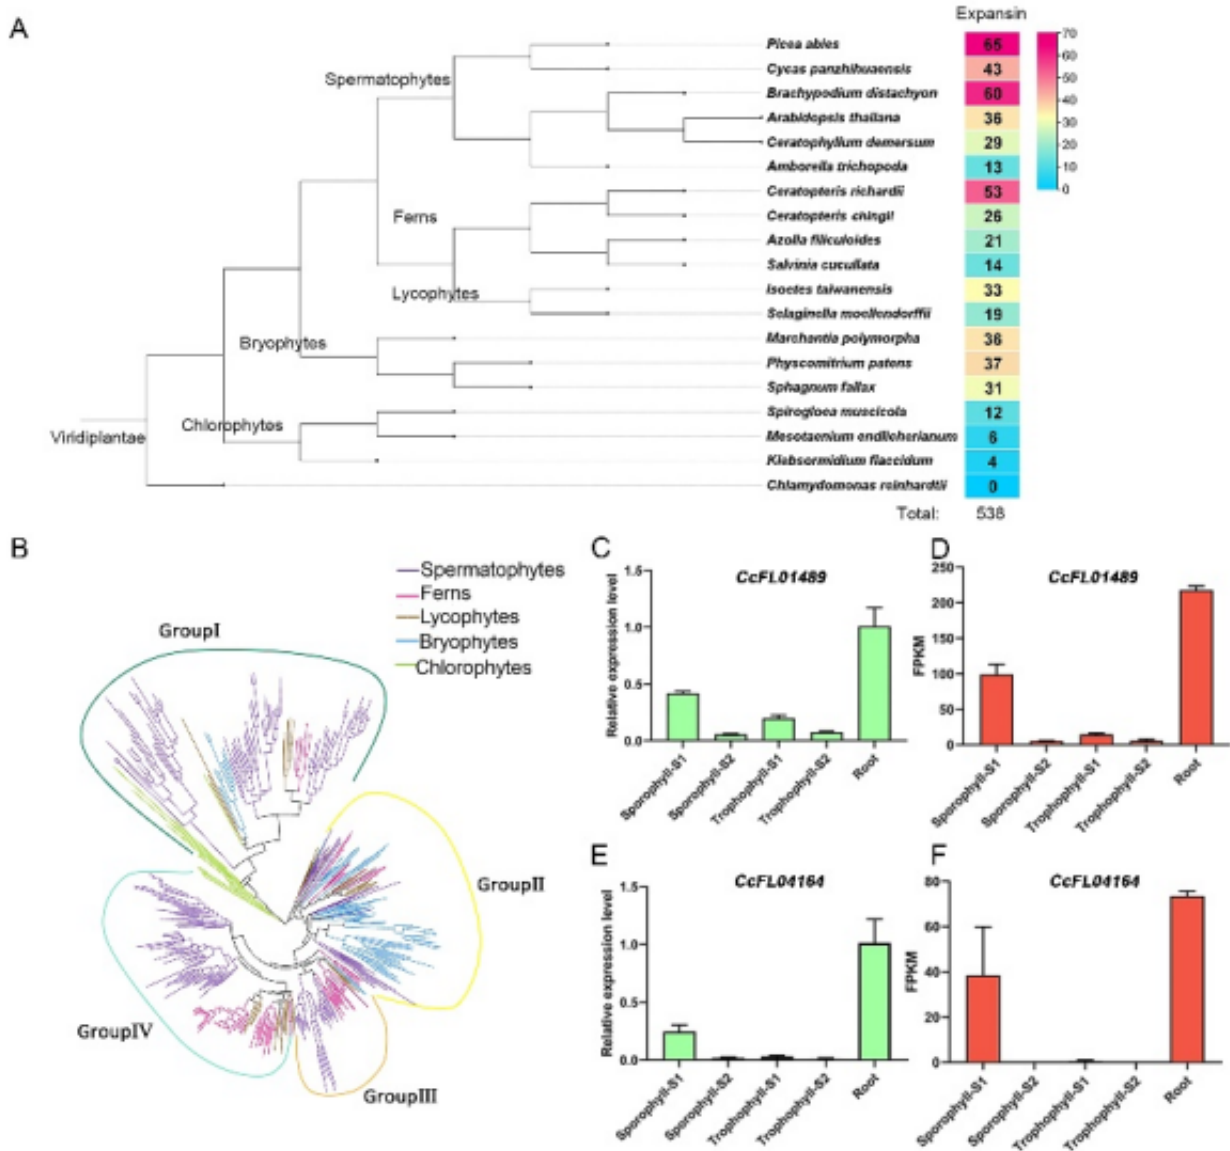 A
Expansin
Picea abies 65
Cycas panzhihuaensis 43
Brachypodium distachyon 60
Arabidopsis thaliana 36
Ceratophyllum demersum 29
Amborella trichopoda 13
Ceratopteris richardii 53
Ceratopteris chingii 26
Azolla filiculoides 21
Salvinia cucullata 14
Isoetes taiwanensis 33
Selaginella moellendorffii 19
Marchantia polymorpha 36
Physcomitrium patens 37
Sphagnum fallax 31
Spirogloea muscicola 12
Mesotaenium endlicherianum 6
Klebsormidium flaccidum 4
Chlamydomonas reinhardtii 0
Total: 538
70
60
50
40
30
20
10
0
Spermatophytes
Ferns
Lycophytes
Bryophytes
Chlorophytes
Viridiplantae
B
Spermatophytes
Ferns
Lycophytes
Bryophytes
Chlorophytes
GroupI
GroupII
GroupIII
GroupIV
C
CcFL01489
Relative expression level
1.5
1.0
0.5
0.0
Sporophyll-S1
Sporophyll-S2
Trophophyll-S1
Trophophyll-S2
Root
D
CcFL01489
FPKM
250
200
150
100
50
0
Sporophyll-S1
Sporophyll-S2
Trophophyll-S1
Trophophyll-S2
Root
E
CcFL04164
Relative expression level
1.5
1.0
0.5
0.0
Sporophyll-S1
Sporophyll-S2
Trophophyll-S1
Trophophyll-S2
Root
F
CcFL04164
FPKM
80
60
40
20
0
Sporophyll-S1
Sporophyll-S2
Trophophyll-S1
Trophophyll-S2
Root